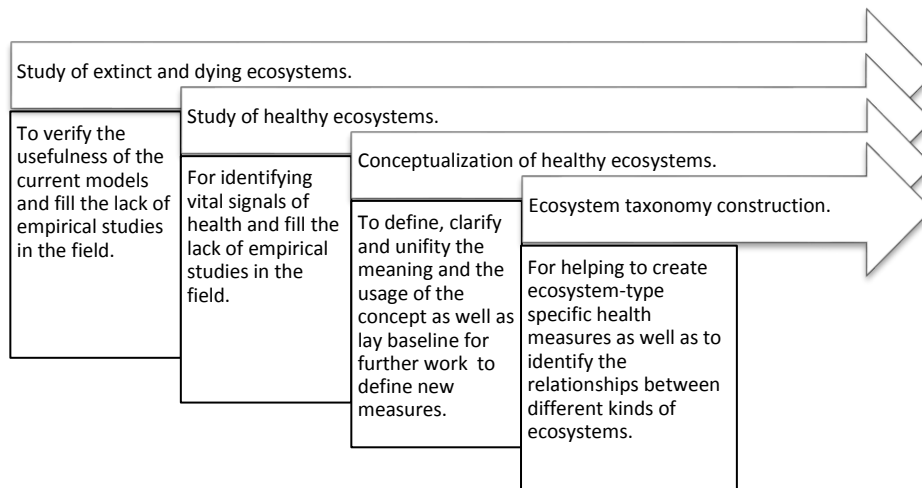 Study of extinct and dying ecosystems.
To verify the
usefulness of the
current models
and fill the lack of
empirical studies
in the field.
Study of healthy ecosystems.
For identifying
vital signals of
health and fill the
lack of empirical
studies in the
field.
Conceptualization of healthy ecosystems.
To define, clarify
and unifity the
meaning and the
usage of the
concept as well as
lay baseline for
further work to
define new
measures.
Ecosystem taxonomy construction.
For helping to create
ecosystem-type
specific health
measures as well as to
identify the
relationships between
different kinds of
ecosystems.